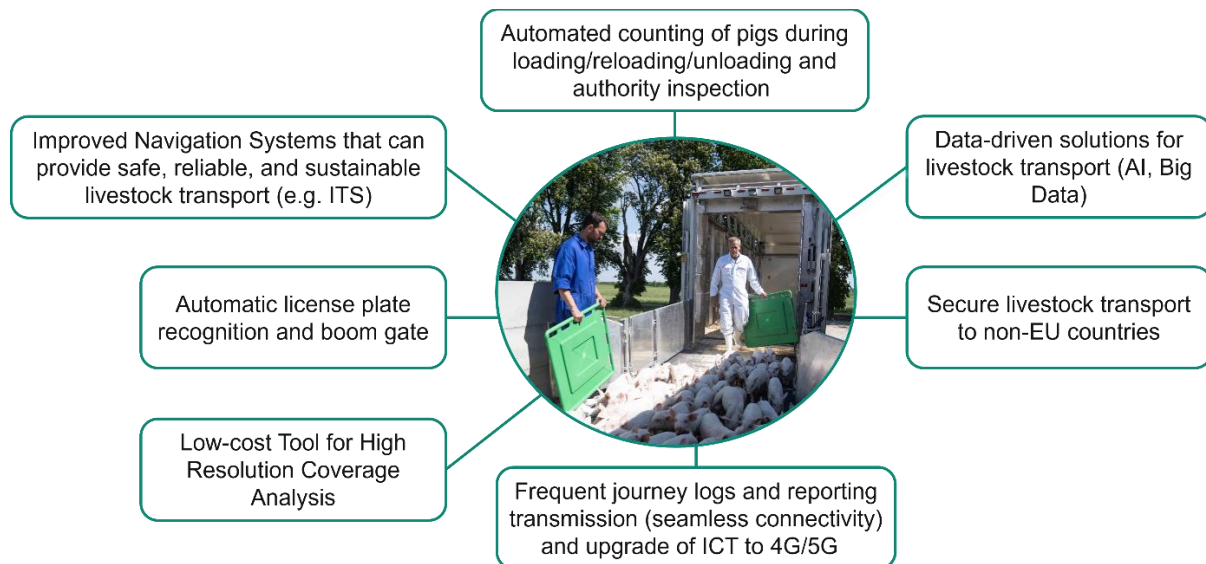 Automated counting of pigs during
loading/reloading/unloading and
authority inspection
Improved Navigation Systems that can
provide safe, reliable, and sustainable
livestock transport (e.g. ITS)
Data-driven solutions for
livestock transport (AI, Big
Data)
Automatic license plate
recognition and boom gate
Secure livestock transport
to non-EU countries
Low-cost Tool for High
Resolution Coverage
Analysis
Frequent journey logs and reporting
transmission (seamless connectivity)
and upgrade of ICT to 4G/5G